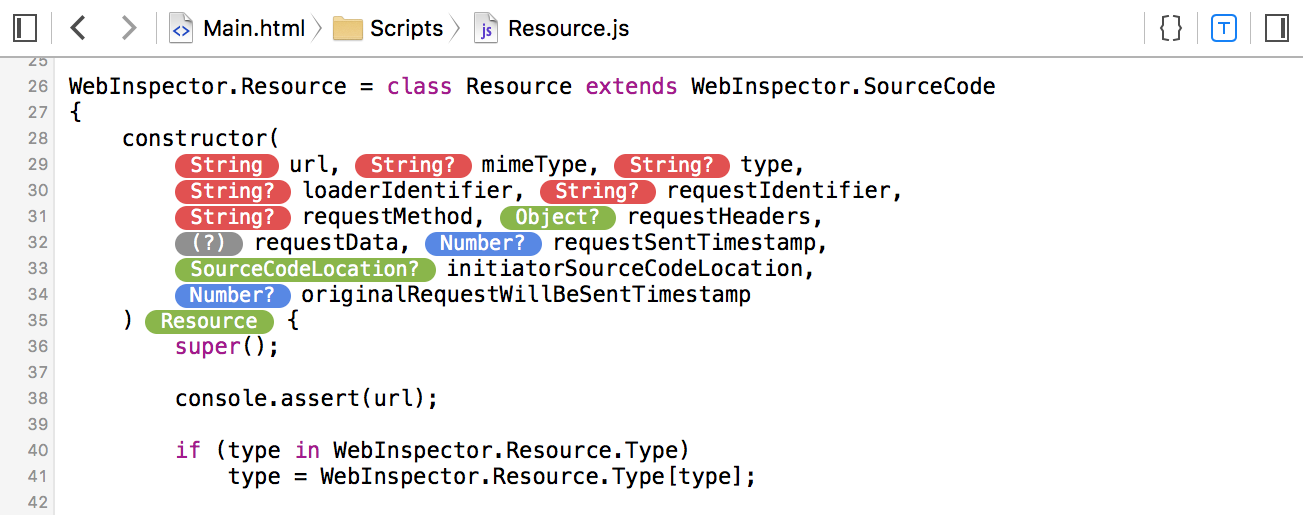 Main.html Scripts Resource.js {} T
25
26 WebInspector.Resource = class Resource extends WebInspector.SourceCode
27 {
28 constructor(
29 String url, String? mimeType, String? type,
30 String? loaderIdentifier, String? requestIdentifier,
31 String? requestMethod, Object? requestHeaders,
32 (?) requestData, Number? requestSentTimestamp,
33 SourceCodeLocation? initiatorSourceCodeLocation,
34 Number? originalRequestWillBeSentTimestamp
35 ) Resource {
36 super();
37
38 console.assert(url);
39
40 if (type in WebInspector.Resource.Type)
41 type = WebInspector.Resource.Type[type];
42